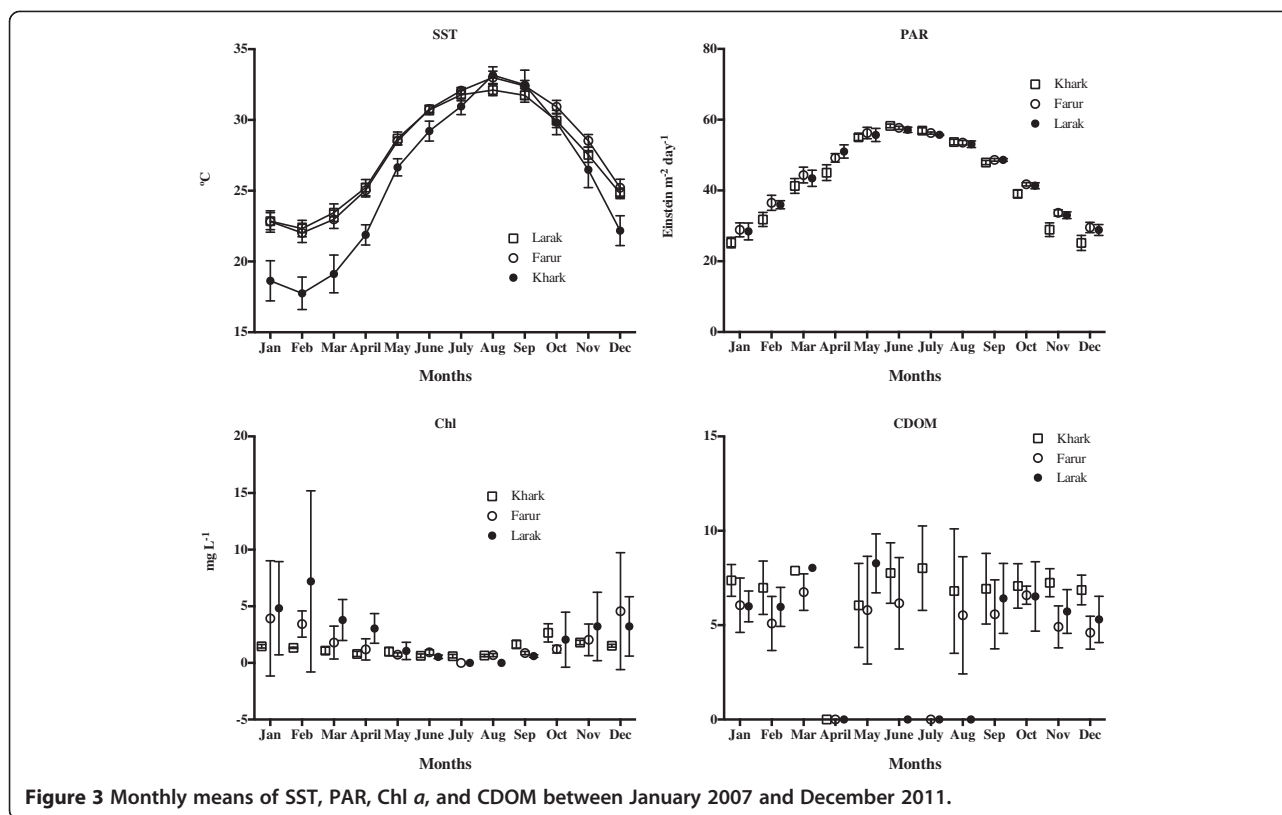 SST
35
30
25
20
15
ºC
Larak
Farur
Khark
Jan Feb Mar April May June July Aug Sep Oct Nov Dec
Months
PAR
80
60
40
20
0
Einstein m-2 day-1
Khark
Farur
Larak
Jan Feb Mar April May June July Aug Sep Oct Nov Dec
Months
Chl
20
15
10
5
0
-5
mg L-1
Khark
Farur
Larak
Jan Feb Mar April May June July Aug Sep Oct Nov Dec
Months
CDOM
15
10
5
0
Khark
Farur
Larak
Jan Feb Mar April May June July Aug Sep Oct Nov Dec
Months
Figure 3 Monthly means of SST, PAR, Chl a, and CDOM between January 2007 and December 2011.